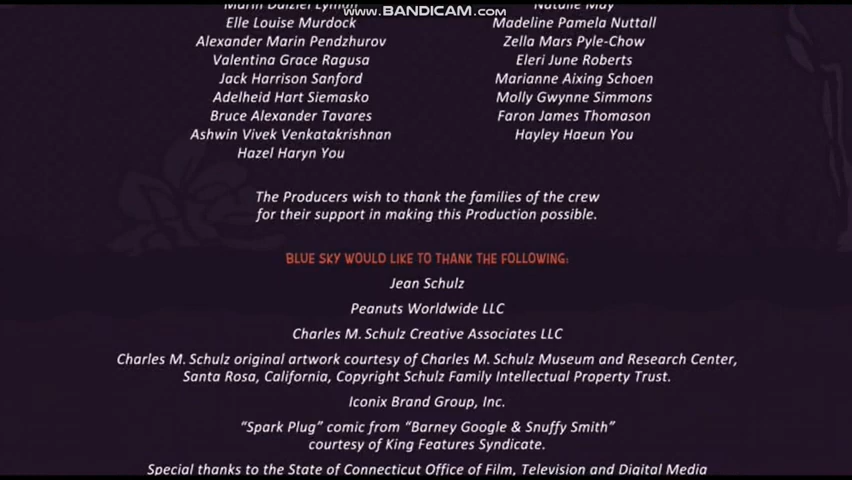 www.BANDICAM.com
Elle Louise Murdock
Madeline Pamela Nuttall
Alexander Marin Pendzhurov
Zella Mars Pyle-Chow
Valentina Grace Ragusa
Eleri June Roberts
Jack Harrison Sanford
Marianne Aixing Schoen
Adelheid Hart Siemasko
Molly Gwynne Simmons
Bruce Alexander Tavares
Faron James Thomason
Ashwin Vivek Venkatakrishnan
Hayley Haeun You
Hazel Haryn You
The Producers wish to thank the families of the crew
for their support in making this Production possible.
BLUE SKY WOULD LIKE TO THANK THE FOLLOWING:
Jean Schulz
Peanuts Worldwide LLC
Charles M. Schulz Creative Associates LLC
Charles M. Schulz original artwork courtesy of Charles M. Schulz Museum and Research Center,
Santa Rosa, California, Copyright Schulz Family Intellectual Property Trust.
Iconix Brand Group, Inc.
“Spark Plug” comic from “Barney Google & Snuffy Smith”
courtesy of King Features Syndicate.
Special thanks to the State of Connecticut Office of Film, Television and Digital Media